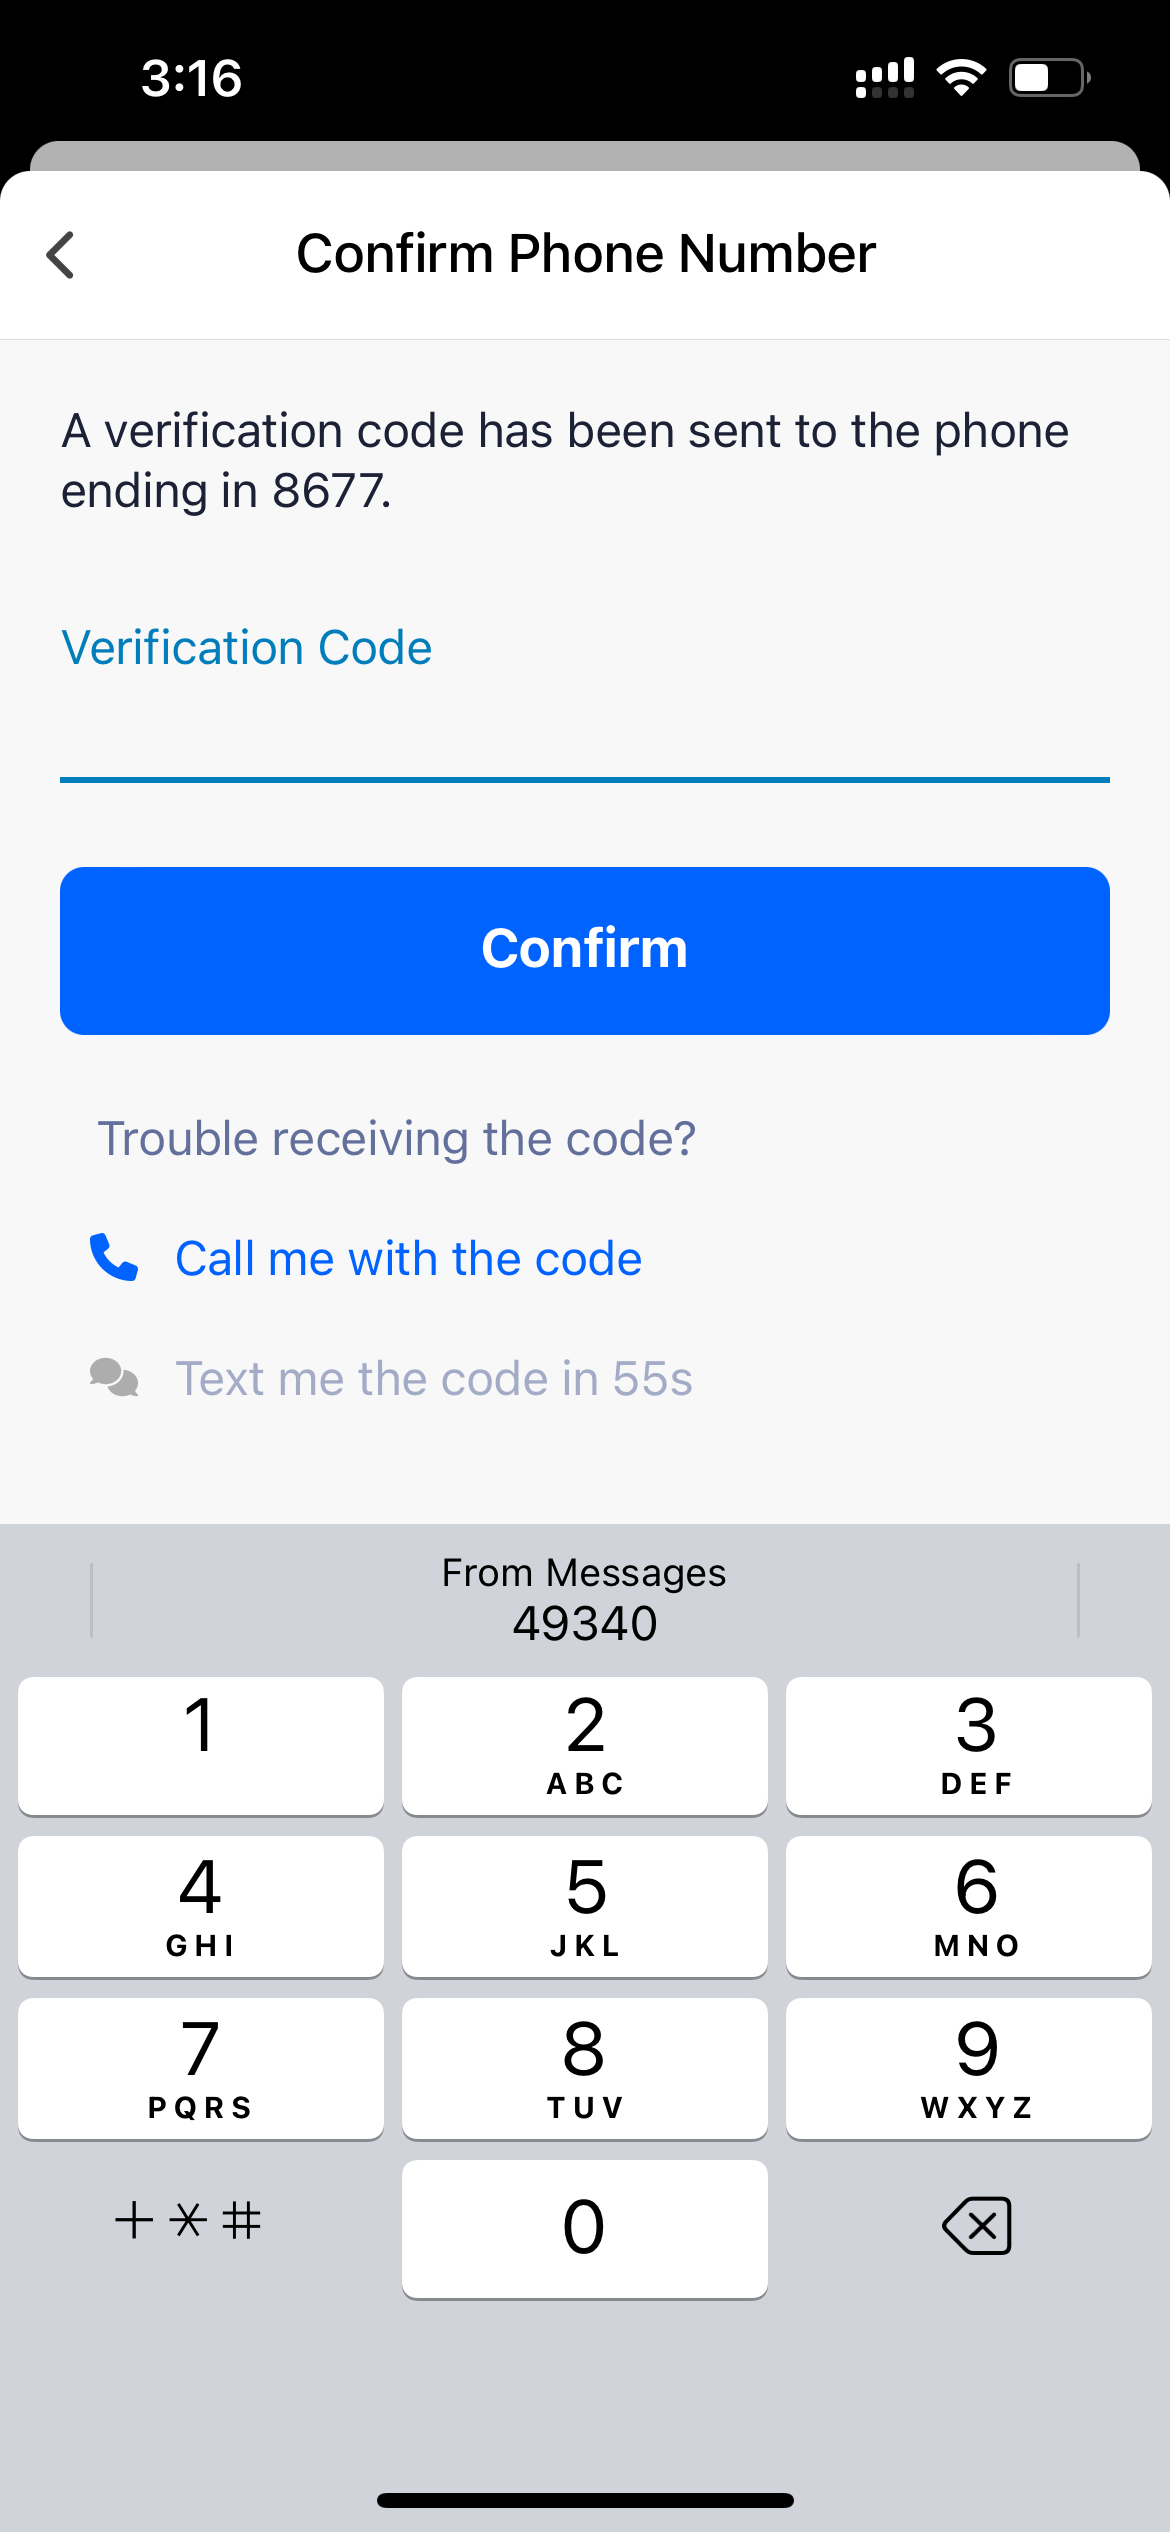 3:16
Confirm Phone Number
A verification code has been sent to the phone
ending in 8677.
Verification Code
Confirm
Trouble receiving the code?
Call me with the code
Text me the code in 55s
From Messages
49340
1
2
3
ABC
DEF
4
5
6
GHI
JKL
MNO
7
8
9
PQRS
TUV
WXYZ
+*#
0